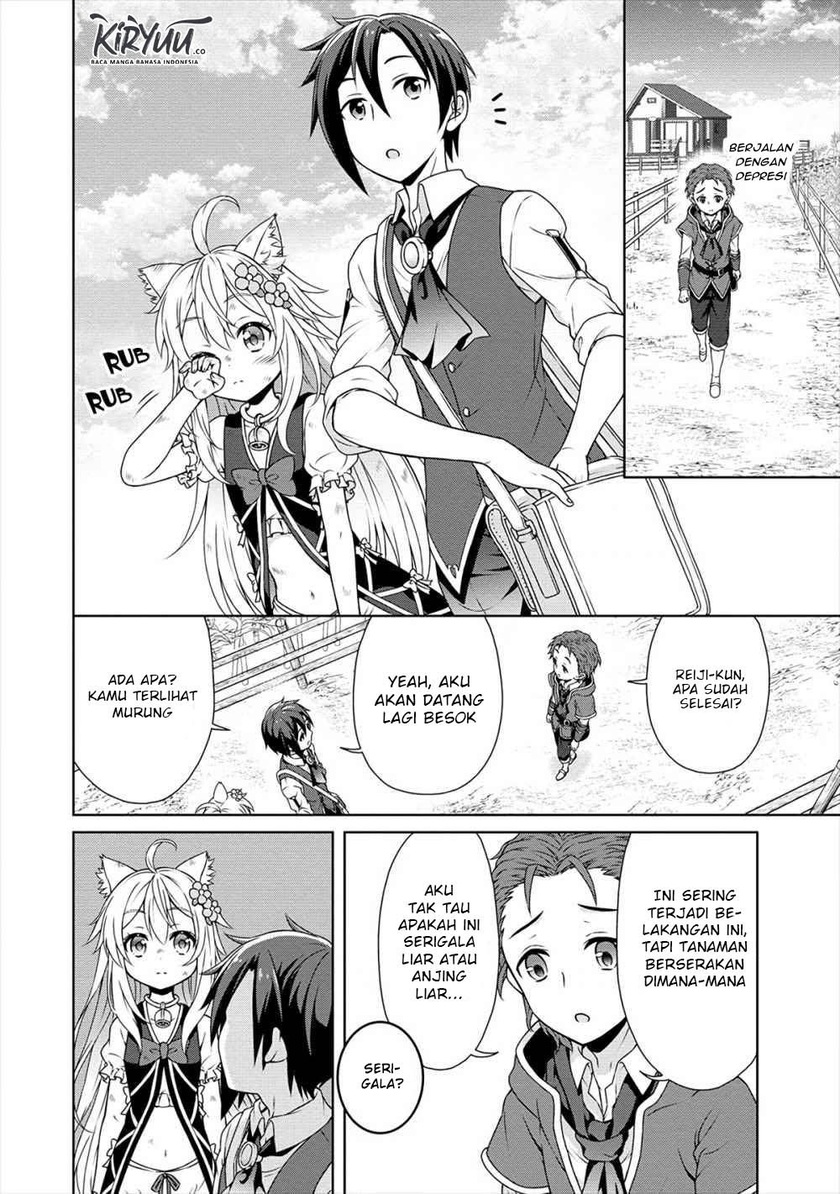 KIRYUU.CO
BACA MANGA BAHASA INDONESIA
BERJALAN
DENGAN
DEPRESI
RUB
RUB
REIJI-KUN,
APA SUDAH
SELESAI?
YEAH, AKU
AKAN DATANG
LAGI BESOK
ADA APA?
KAMU TERLIHAT
MURUNG
INI SERING
TERJADI BE-
LAKANGAN INI,
TAPI TANAMAN
BERSERAKAN
DIMANA-MANA
AKU
TAK TAU
APAKAH INI
SERIGALA
LIAR ATAU
ANJING
LIAR...
SERI-
GALA?